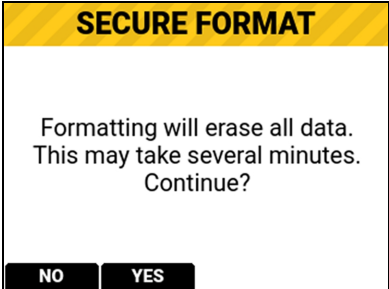 SECURE FORMAT
Formatting will erase all data.
This may take several minutes.
Continue?
NO YES